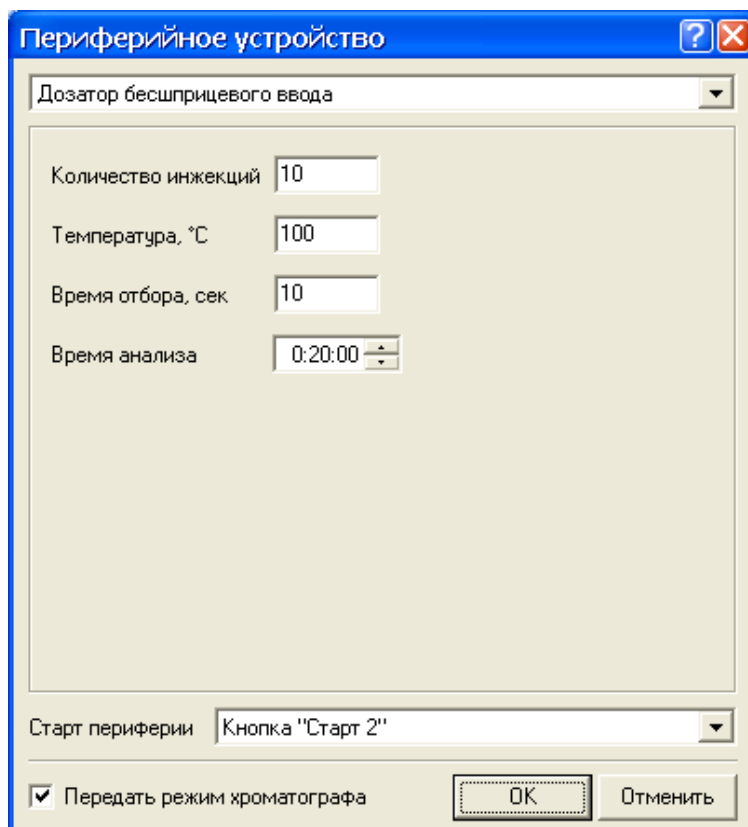 Периферийное устройство
Дозатор бесшприцевого ввода
Количество инжекций 10
Температура, °C 100
Время отбора, сек 10
Время анализа 0:20:00
Старт периферии Кнопка "Старт 2"
Передать режим хроматографа OK Отменить